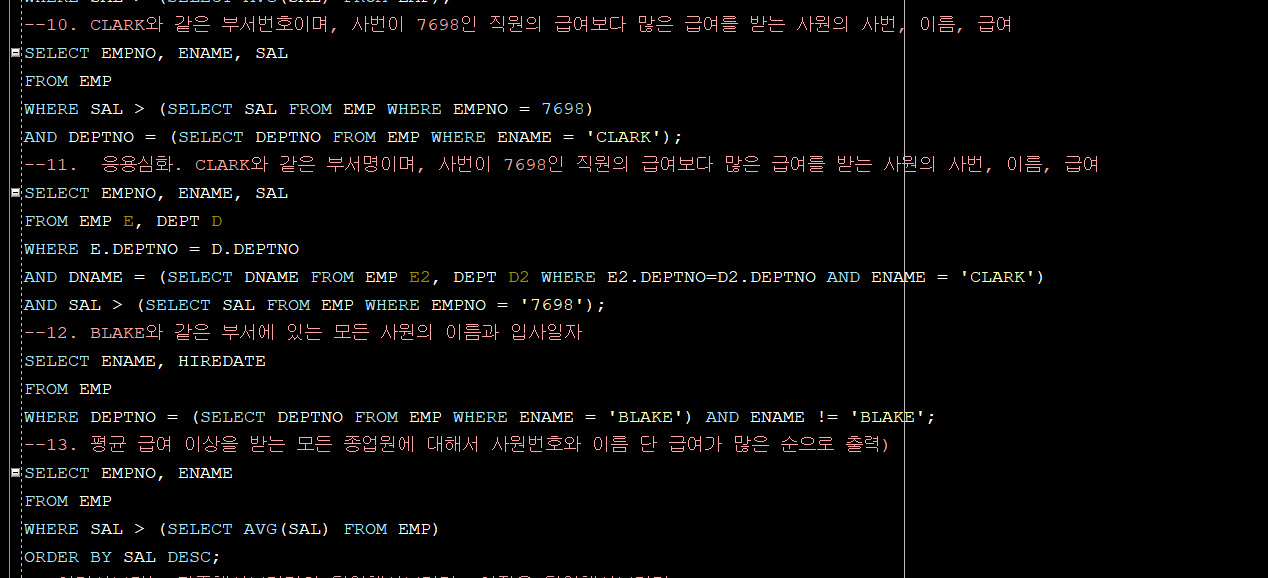 WHERE SAL > (SELECT AVG(SAL) FROM EMP);
--10. CLARK와 같은 부서번호이며, 사번이 7698인 직원의 급여보다 많은 급여를 받는 사원의 사번, 이름, 급여
SELECT EMPNO, ENAME, SAL
FROM EMP
WHERE SAL > (SELECT SAL FROM EMP WHERE EMPNO = 7698)
AND DEPTNO = (SELECT DEPTNO FROM EMP WHERE ENAME = 'CLARK');
--11.  응용심화. CLARK와 같은 부서명이며, 사번이 7698인 직원의 급여보다 많은 급여를 받는 사원의 사번, 이름, 급여
SELECT EMPNO, ENAME, SAL
FROM EMP E, DEPT D
WHERE E.DEPTNO = D.DEPTNO
AND DNAME = (SELECT DNAME FROM EMP E2, DEPT D2 WHERE E2.DEPTNO=D2.DEPTNO AND ENAME = 'CLARK')
AND SAL > (SELECT SAL FROM EMP WHERE EMPNO = '7698');
--12. BLAKE와 같은 부서에 있는 모든 사원의 이름과 입사일자
SELECT ENAME, HIREDATE
FROM EMP
WHERE DEPTNO = (SELECT DEPTNO FROM EMP WHERE ENAME = 'BLAKE') AND ENAME != 'BLAKE';
--13. 평균 급여 이상을 받는 모든 종업원에 대해서 사원번호와 이름 단 급여가 많은 순으로 출력)
SELECT EMPNO, ENAME
FROM EMP
WHERE SAL > (SELECT AVG(SAL) FROM EMP)
ORDER BY SAL DESC;